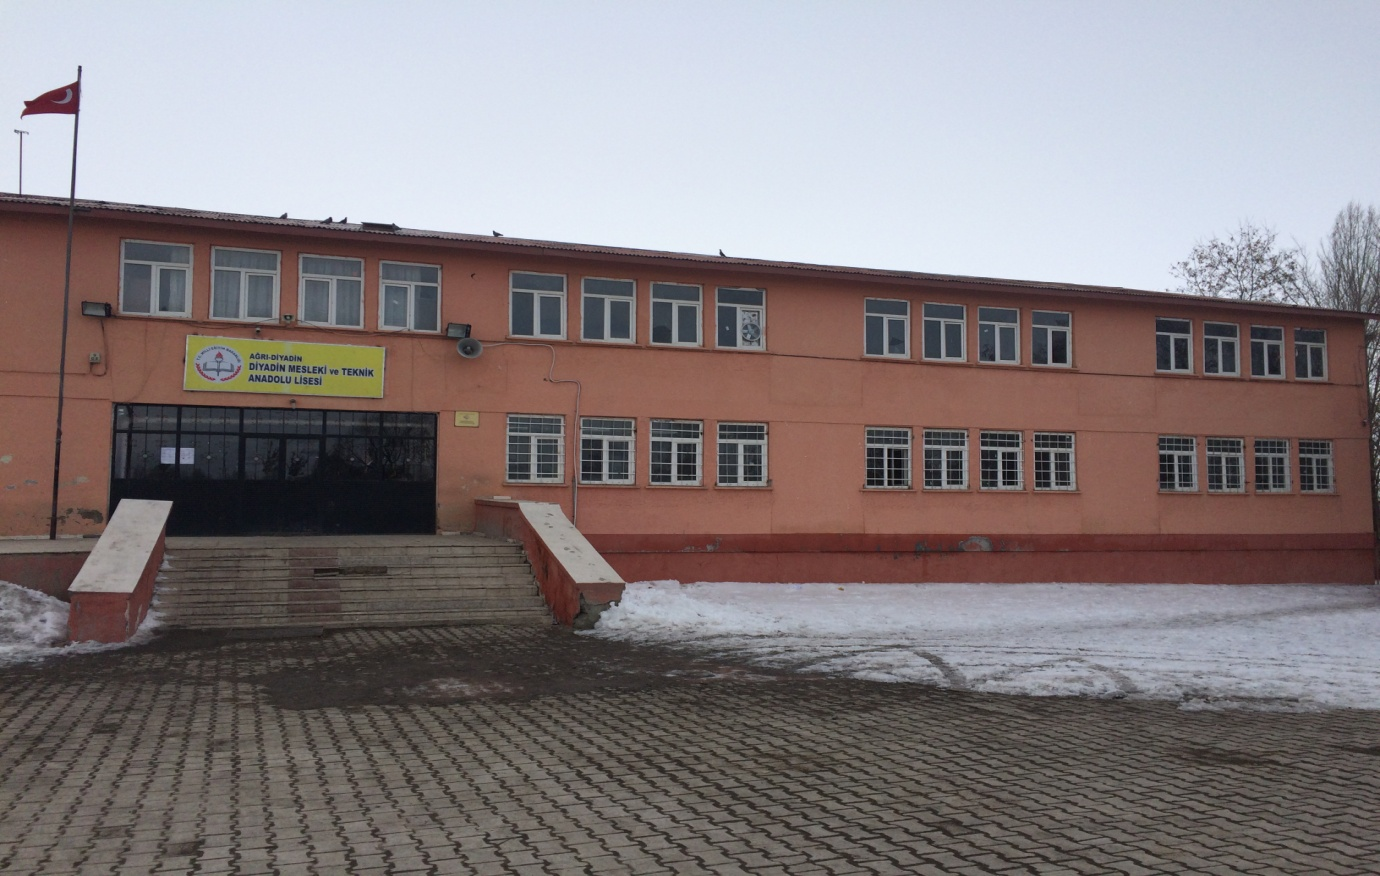 AĞRI-DİYADİN
DİYADİN MESLEKİ ve TEKNİK
ANADOLU LİSESİ